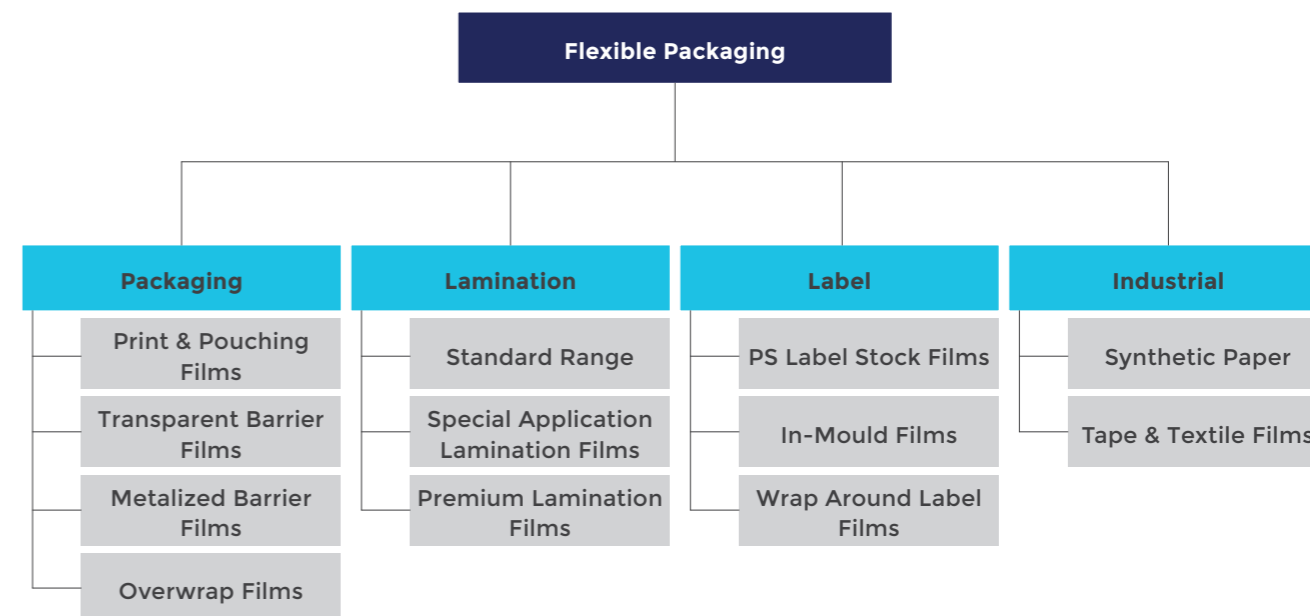 Flexible Packaging
Packaging
Print & Pouching
Films
Transparent Barrier
Films
Metalized Barrier
Films
Overwrap Films
Lamination
Standard Range
Special Application
Lamination Films
Premium Lamination
Films
Label
PS Label Stock Films
In-Mould Films
Wrap Around Label
Films
Industrial
Synthetic Paper
Tape & Textile Films